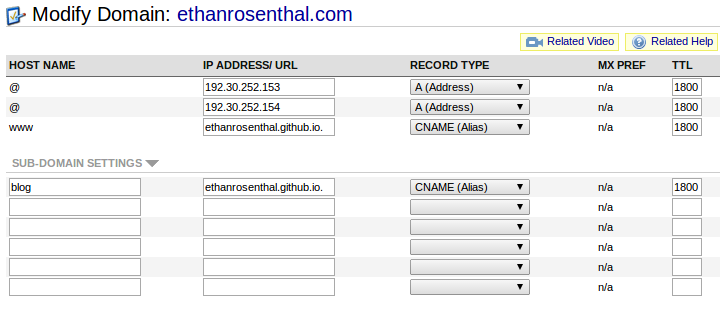 Modify Domain: ethanrosenthal.com
Related Video Related Help
HOST NAME IP ADDRESS/ URL RECORD TYPE MX PREF TTL
@ 192.30.252.153 A (Address) n/a 1800
@ 192.30.252.154 A (Address) n/a 1800
www ethanrosenthal.github.io. CNAME (Alias) n/a 1800
SUB-DOMAIN SETTINGS
blog ethanrosenthal.github.io. CNAME (Alias) n/a 1800
n/a
n/a
n/a
n/a
n/a